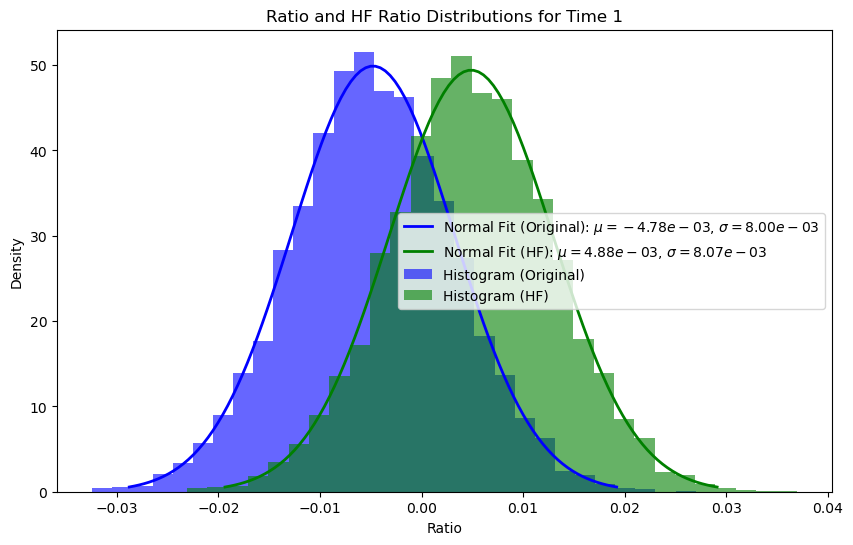 Ratio and HF Ratio Distributions for Time 1
50
40
30
20
10
0
Density
Normal Fit (Original): μ = −4.78e − 03, σ = 8.00e − 03
Normal Fit (HF): μ = 4.88e − 03, σ = 8.07e − 03
Histogram (Original)
Histogram (HF)
−0.03 −0.02 −0.01 0.00 0.01 0.02 0.03 0.04
Ratio